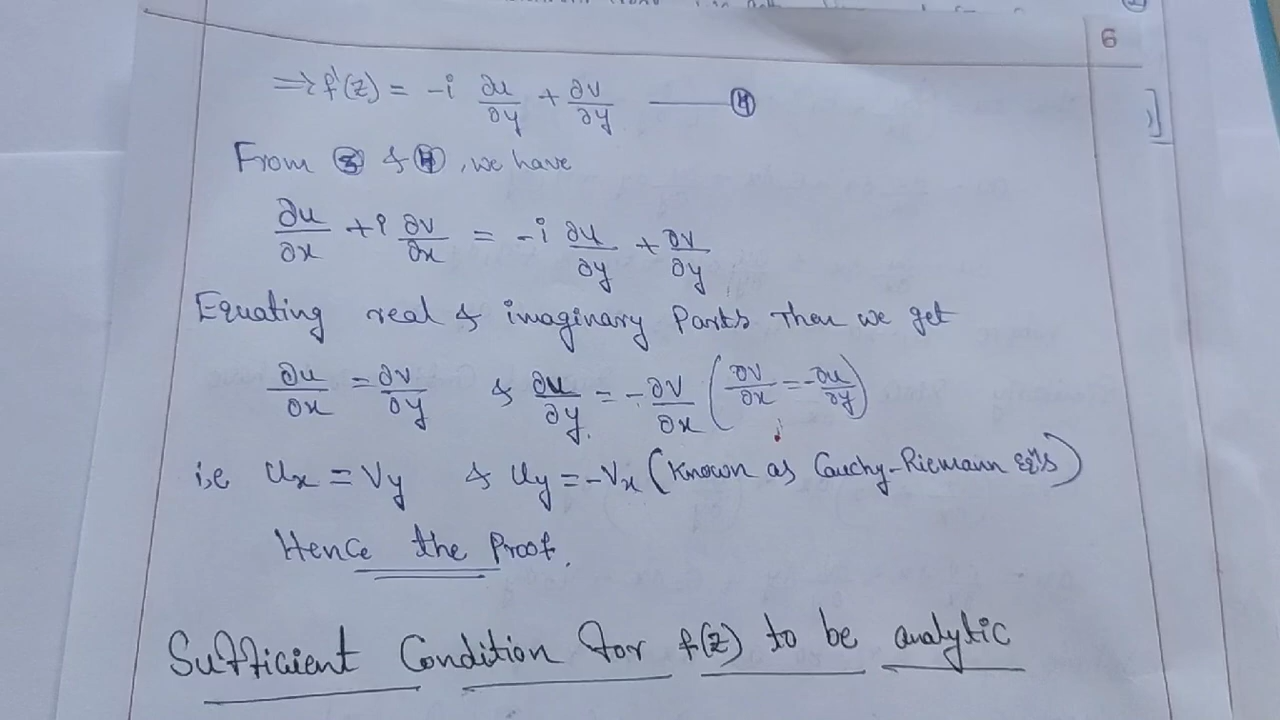 6
⇒ f'(z) = -i ∂u/∂y + ∂v/∂y —— ④
From ③ & ④, we have
∂u/∂x + i ∂v/∂x = -i ∂u/∂y + ∂v/∂y
Equating real & imaginary Parts Then we get
∂u/∂x = ∂v/∂y & ∂u/∂y = -∂v/∂x (∂v/∂x = -∂u/∂y)
i,e Ux = Vy & Uy = -Vx (Known as Cauchy-Riemann Eq'ns)
Hence the Proof.
Sufficient Condition for f(z) to be analytic